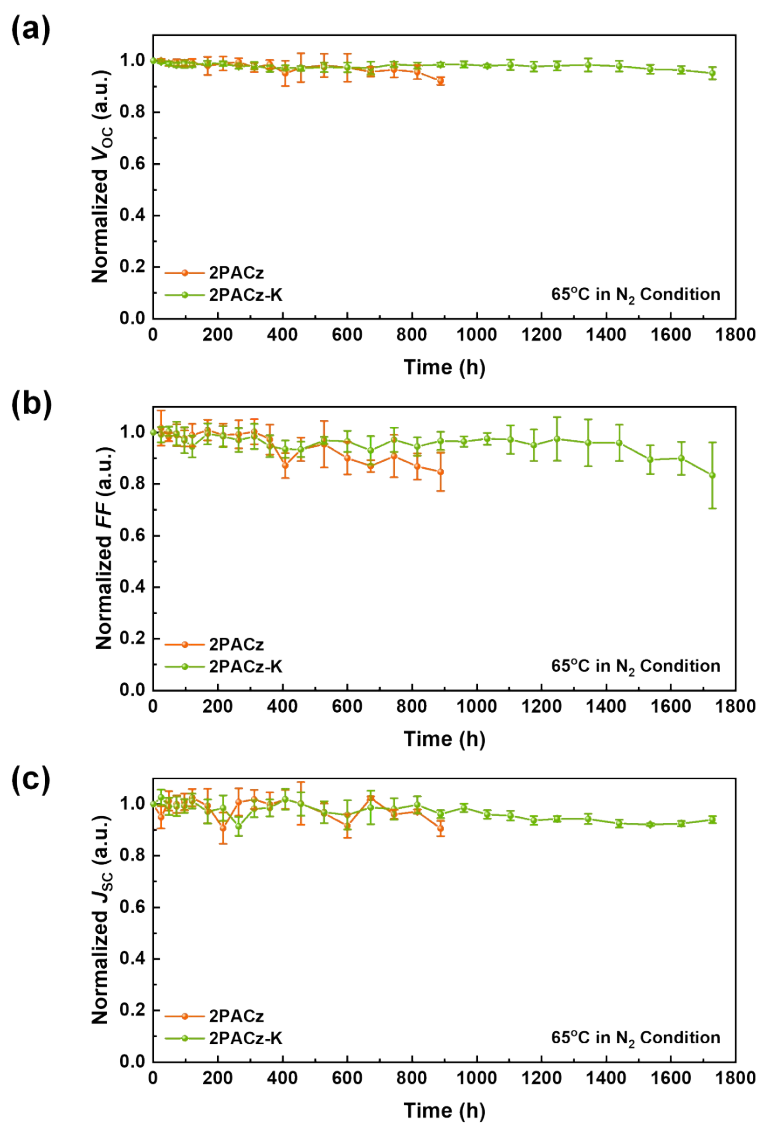 (a)
Normalized V_OC (a.u.)
1.0
0.8
0.6
0.4
0.2
0.0
2PACz
2PACz-K
65°C in N₂ Condition
0 200 400 600 800 1000 1200 1400 1600 1800
Time (h)
(b)
Normalized FF (a.u.)
1.0
0.8
0.6
0.4
0.2
0.0
2PACz
2PACz-K
65°C in N₂ Condition
0 200 400 600 800 1000 1200 1400 1600 1800
Time (h)
(c)
Normalized J_SC (a.u.)
1.0
0.8
0.6
0.4
0.2
0.0
2PACz
2PACz-K
65°C in N₂ Condition
0 200 400 600 800 1000 1200 1400 1600 1800
Time (h)